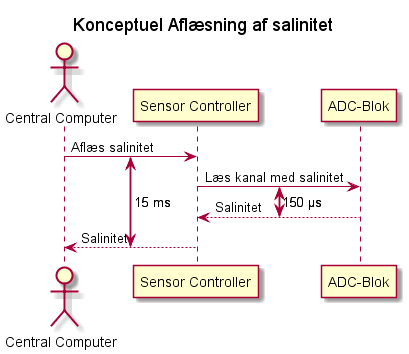 Konceptuel Aflæsning af salinitet
Central Computer
Sensor Controller
ADC-Blok
Aflæs salinitet
Læs kanal med salinitet
15 ms
150 µs
Salinitet
Salinitet
Central Computer
Sensor Controller
ADC-Blok